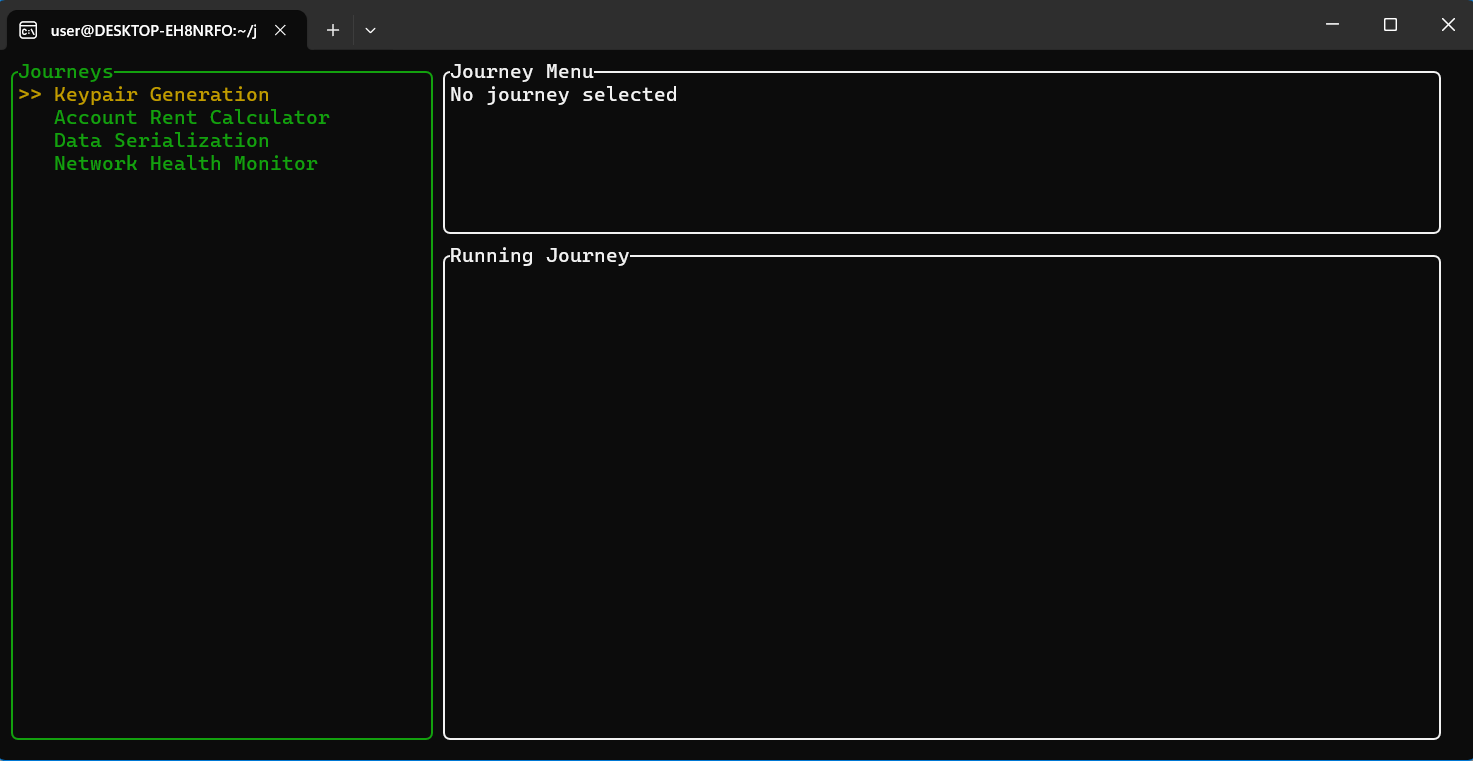 user@DESKTOP-EH8NRFO:~/j
Journeys
>> Keypair Generation
Account Rent Calculator
Data Serialization
Network Health Monitor
Journey Menu
No journey selected
Running Journey